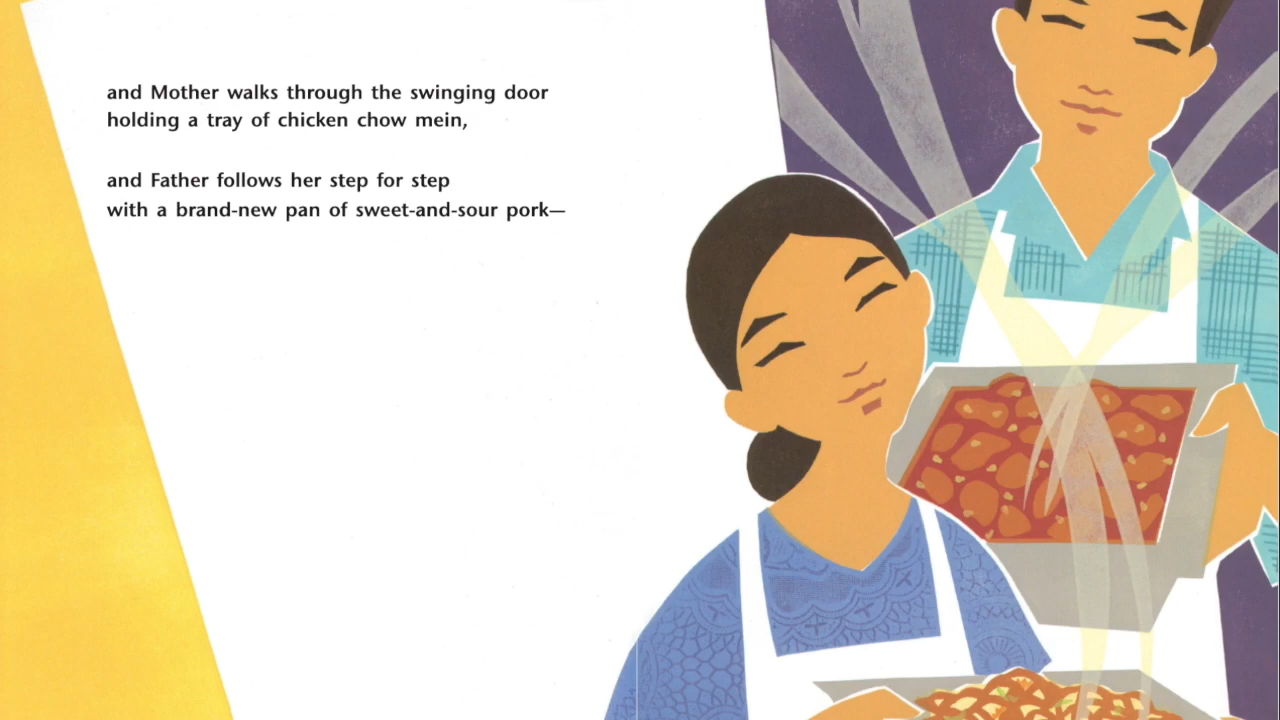 and Mother walks through the swinging door
holding a tray of chicken chow mein,
and Father follows her step for step
with a brand-new pan of sweet-and-sour pork—